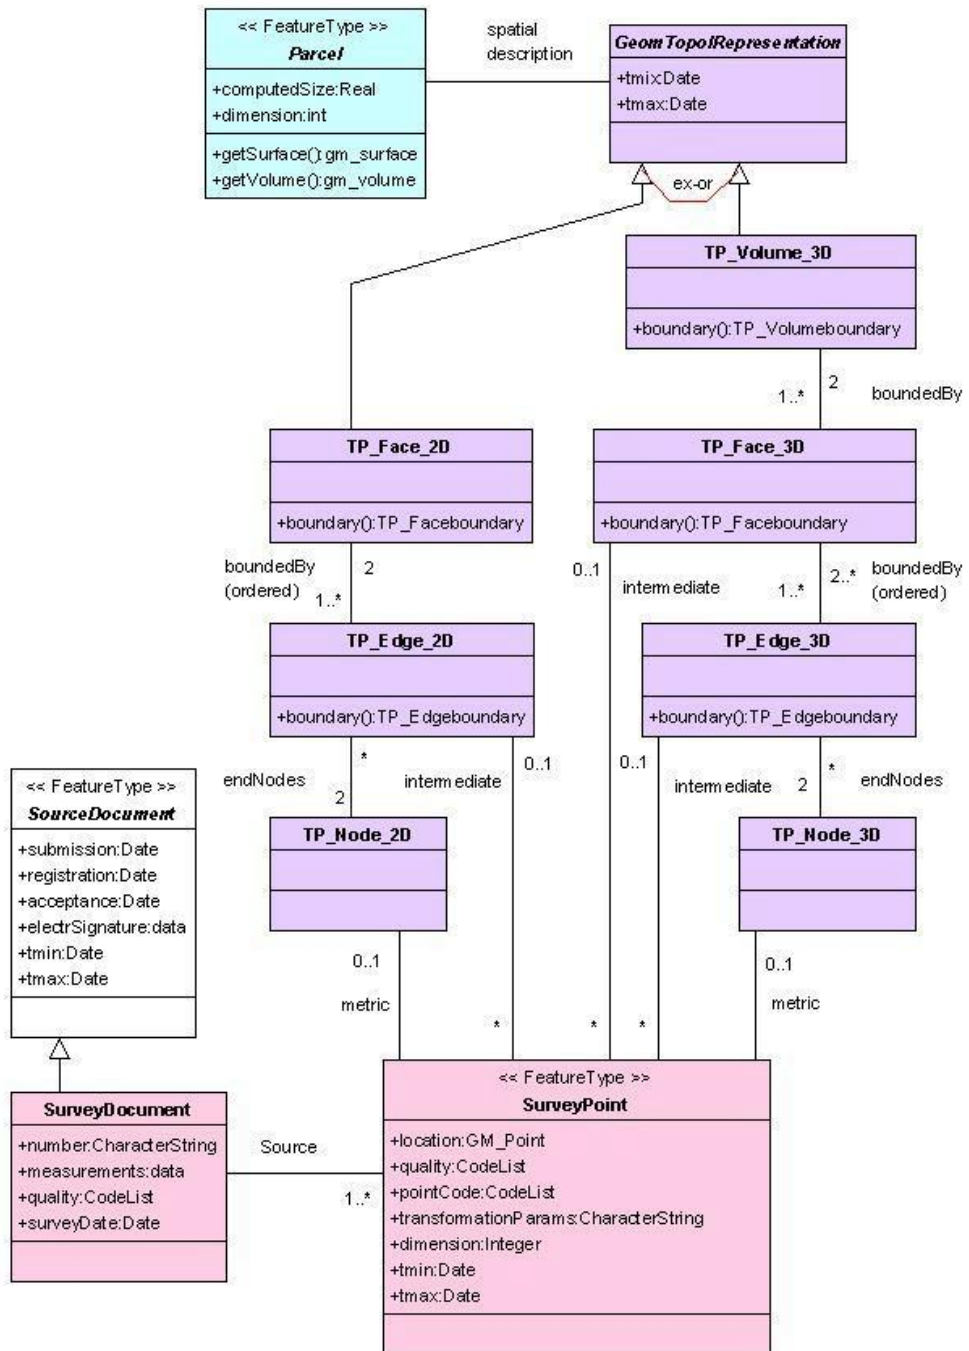 << FeatureType >>
Parcel
+computedSize:Real
+dimension:int
+getSurface():gm_surface
+getVolume():gm_volume
spatial
description
GeomTopolRepresentation
+tmix:Date
+tmax:Date
ex-or
TP_Volume_3D
+boundary():TP_Volumeboundary
2
1..*
boundedBy
TP_Face_2D
+boundary():TP_Faceboundary
TP_Face_3D
+boundary():TP_Faceboundary
boundedBy
(ordered)
2
1..*
0..1
intermediate
2..*
1..*
boundedBy
(ordered)
TP_Edge_2D
+boundary():TP_Edgeboundary
TP_Edge_3D
+boundary():TP_Edgeboundary
endNodes
*
2
intermediate
0..1
0..1
intermediate
*
2
endNodes
TP_Node_2D
TP_Node_3D
<< FeatureType >>
SourceDocument
+submission:Date
+registration:Date
+acceptance:Date
+electrSignature:data
+tmin:Date
+tmax:Date
0..1
metric
*
*
*
0..1
metric
SurveyDocument
+number:CharacterString
+measurements:data
+quality:CodeList
+surveyDate:Date
Source
1..*
<< FeatureType >>
SurveyPoint
+location:GM_Point
+quality:CodeList
+pointCode:CodeList
+transformationParams:CharacterString
+dimension:Integer
+tmin:Date
+tmax:Date